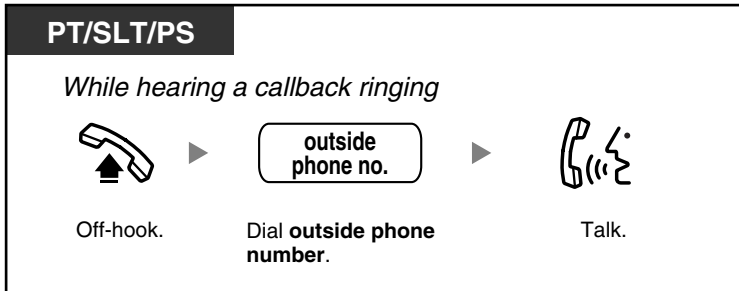 PT/SLT/PS
While hearing a callback ringing
outside
phone no.
Off-hook.
Dial outside phone
number.
Talk.